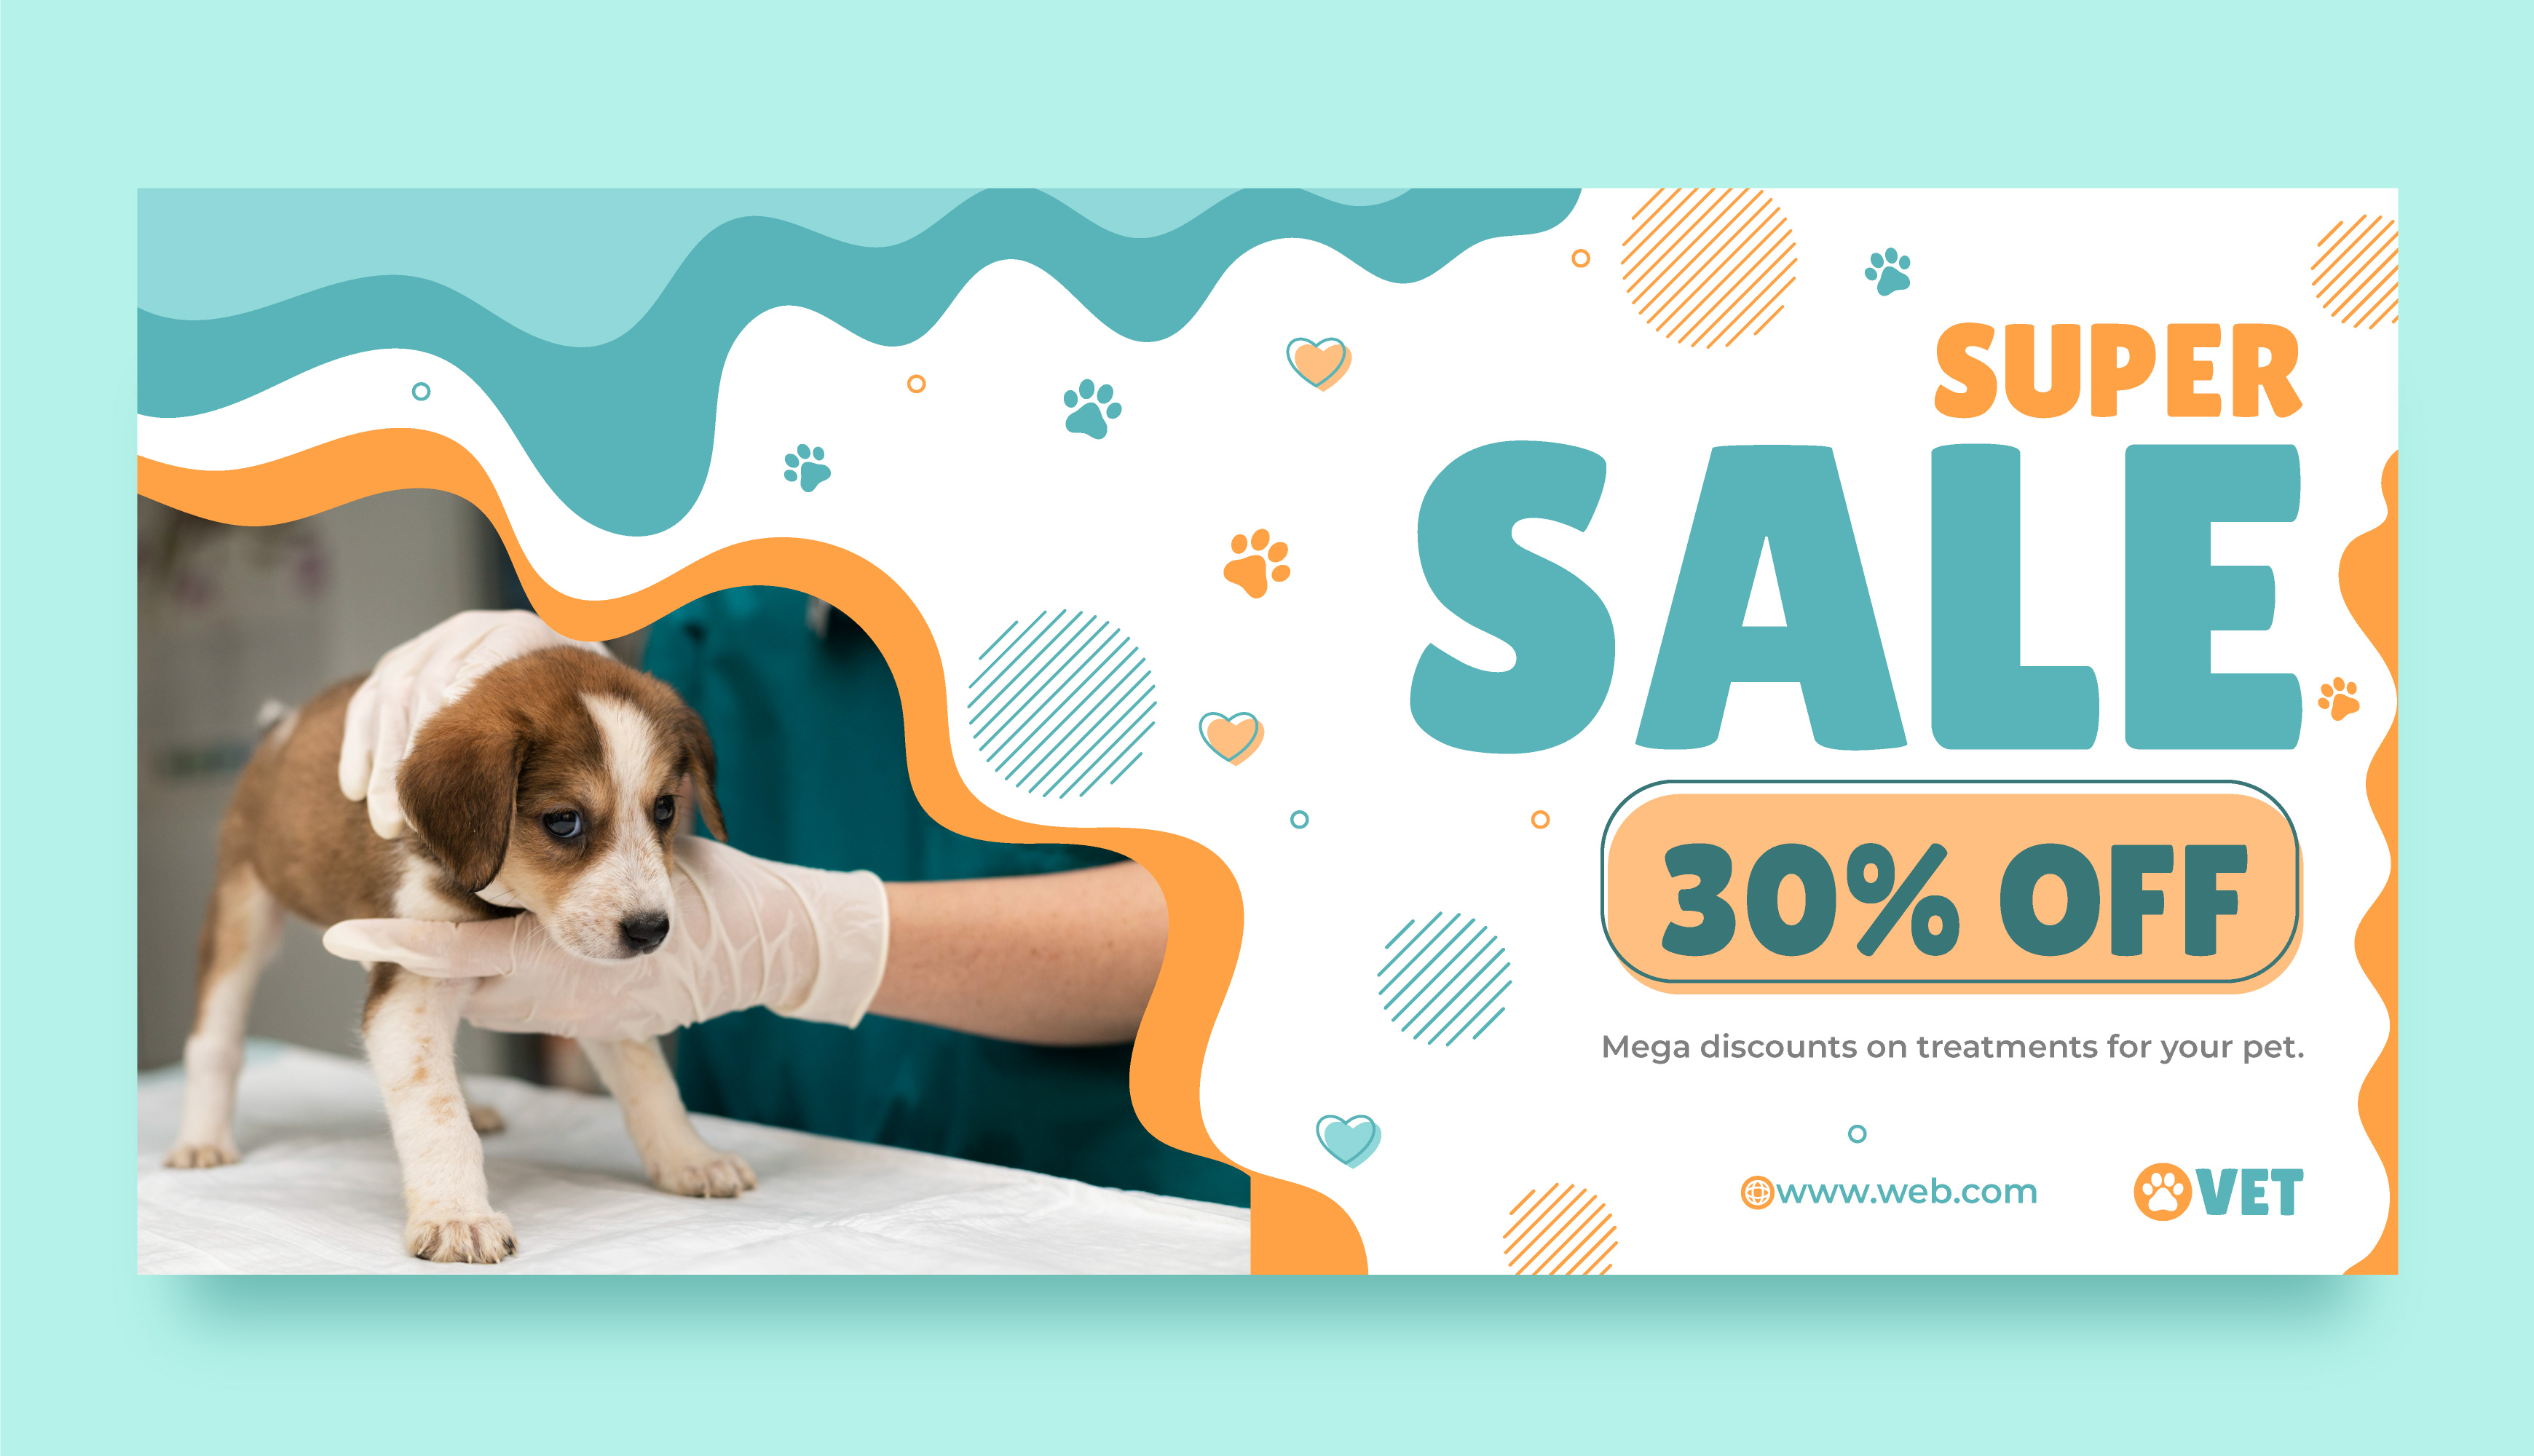 SUPER
SALE
30% OFF
Mega discounts on treatments for your pet.
www.web.com
VET